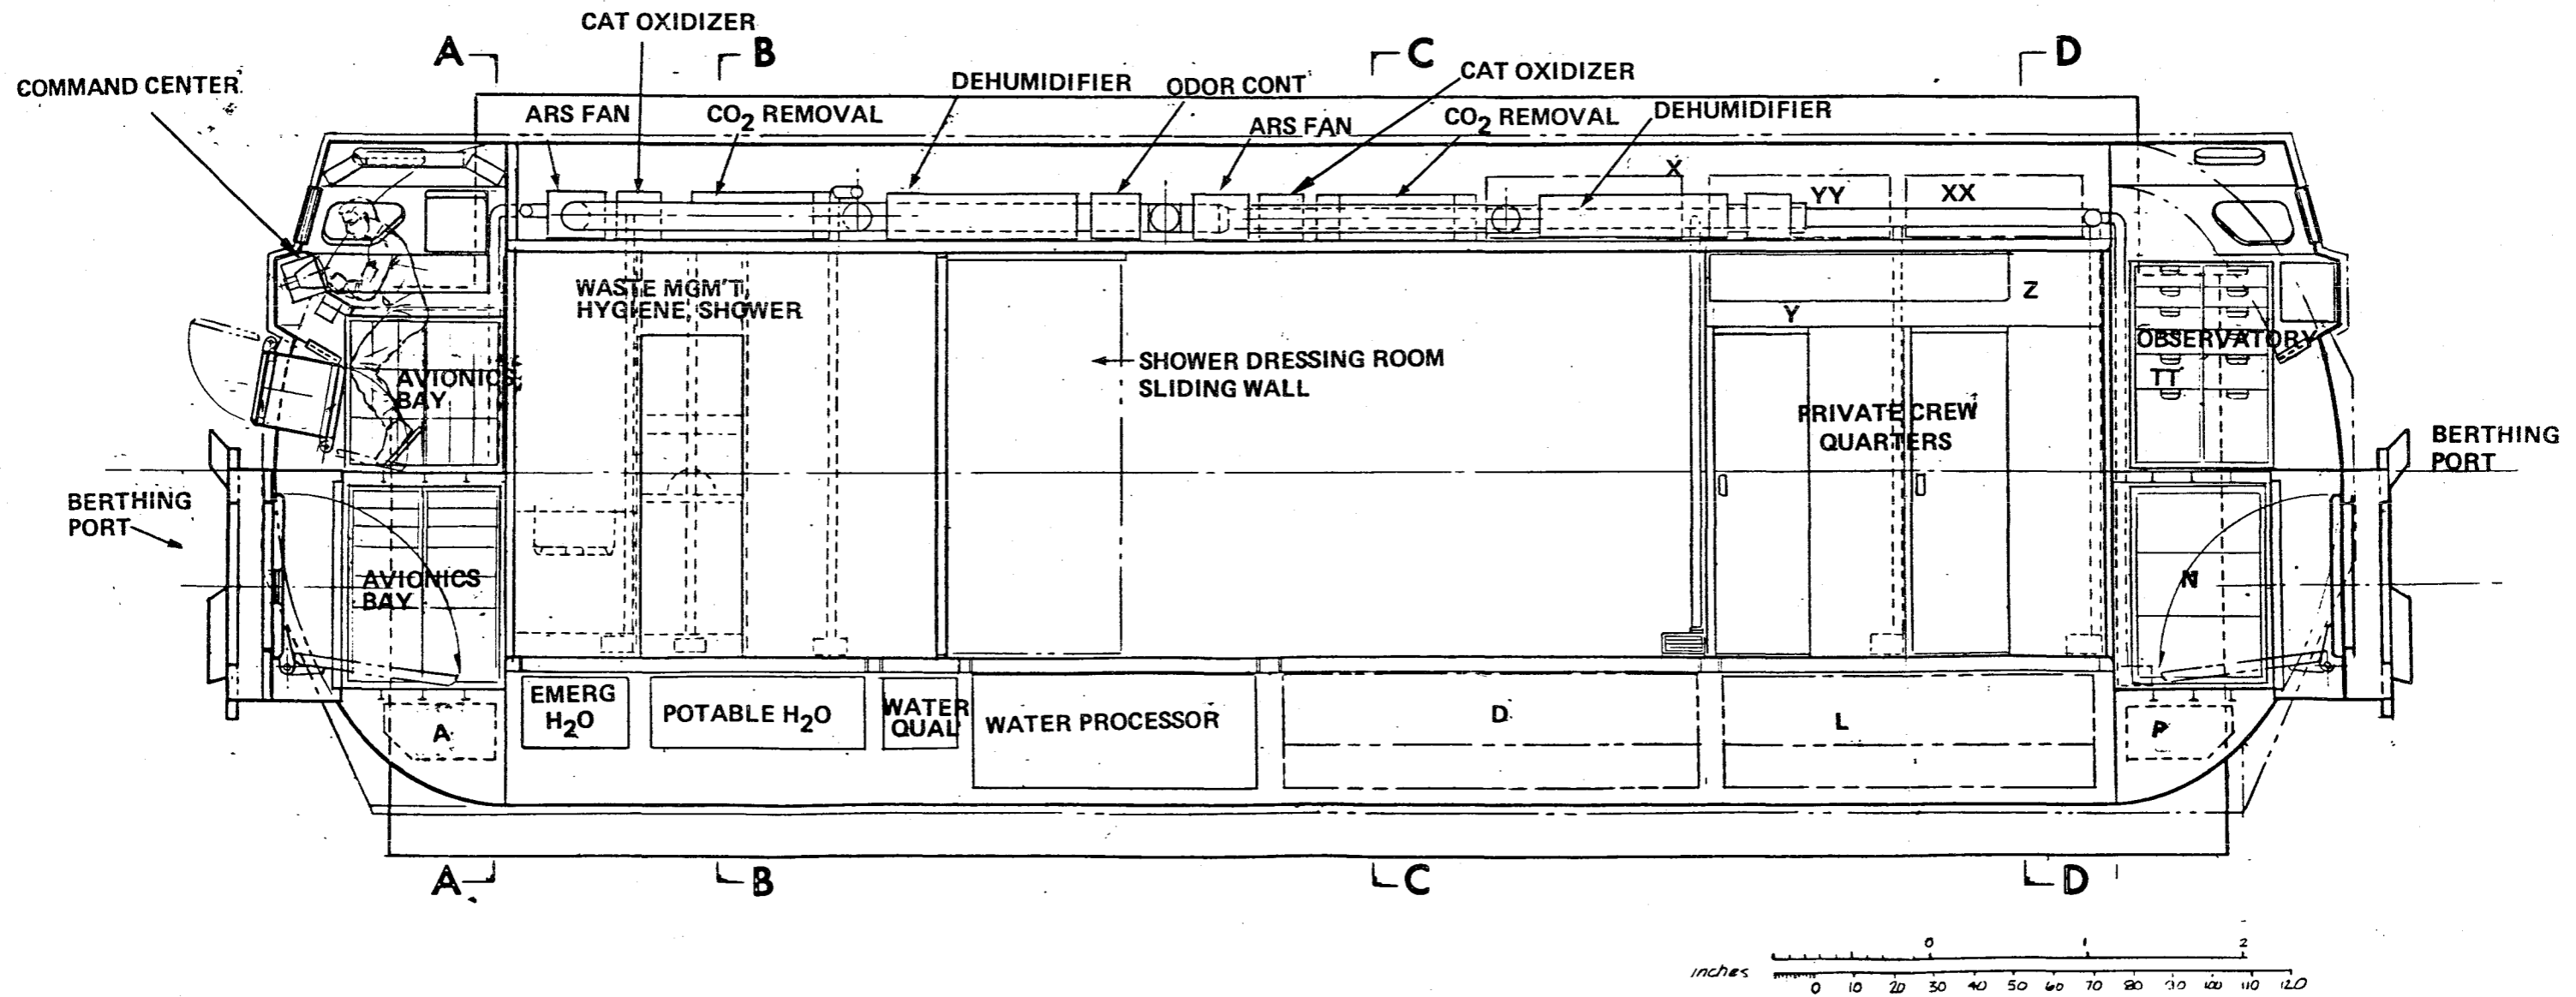 CAT OXIDIZER
A
B
C
D
COMMAND CENTER
DEHUMIDIFIER
ODOR CONT
CAT OXIDIZER
ARS FAN
CO2 REMOVAL
ARS FAN
CO2 REMOVAL
DEHUMIDIFIER
X
YY
XX
WASTE MGM'T,
HYGIENE, SHOWER
Z
Y
OBSERVATORY
SHOWER DRESSING ROOM
SLIDING WALL
AVIONICS
BAY
TT
PRIVATE CREW
QUARTERS
BERTHING
PORT
BERTHING
PORT
AVIONICS
BAY
N
EMERG
H2O
POTABLE H2O
WATER
QUAL
WATER PROCESSOR
D
L
A
P
A
B
C
D
0 1 2
inches
0 10 20 30 40 50 60 70 80 90 100 110 120